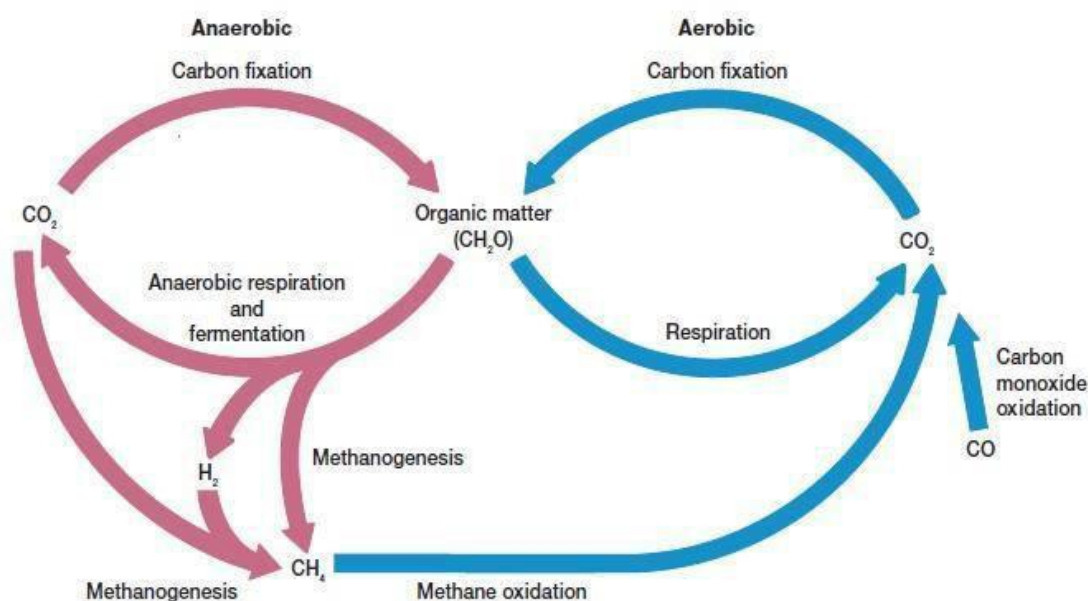 Anaerobic
Carbon fixation
Aerobic
Carbon fixation
CO₂
Organic matter
(CH₂O)
CO₂
Anaerobic respiration
and
fermentation
Respiration
Carbon
monoxide
oxidation
CO
H₂
Methanogenesis
CH₄
Methanogenesis
Methane oxidation